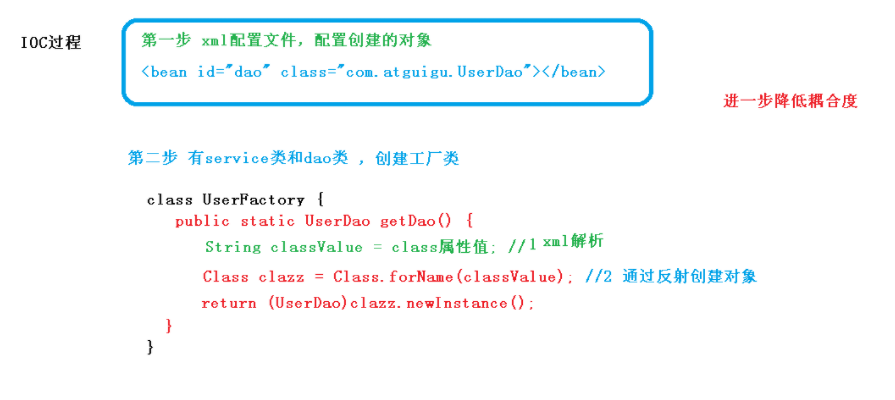 IOC过程
第一步 xml配置文件，配置创建的对象
<bean id="dao" class="com.atguigu.UserDao"></bean>
进一步降低耦合度
第二步 有service类和dao类 ，创建工厂类
class UserFactory {
public static UserDao getDao() {
String classValue = class属性值; //1 xml解析
Class clazz = Class.forName(classValue); //2 通过反射创建对象
return (UserDao)clazz.newInstance();
}
}